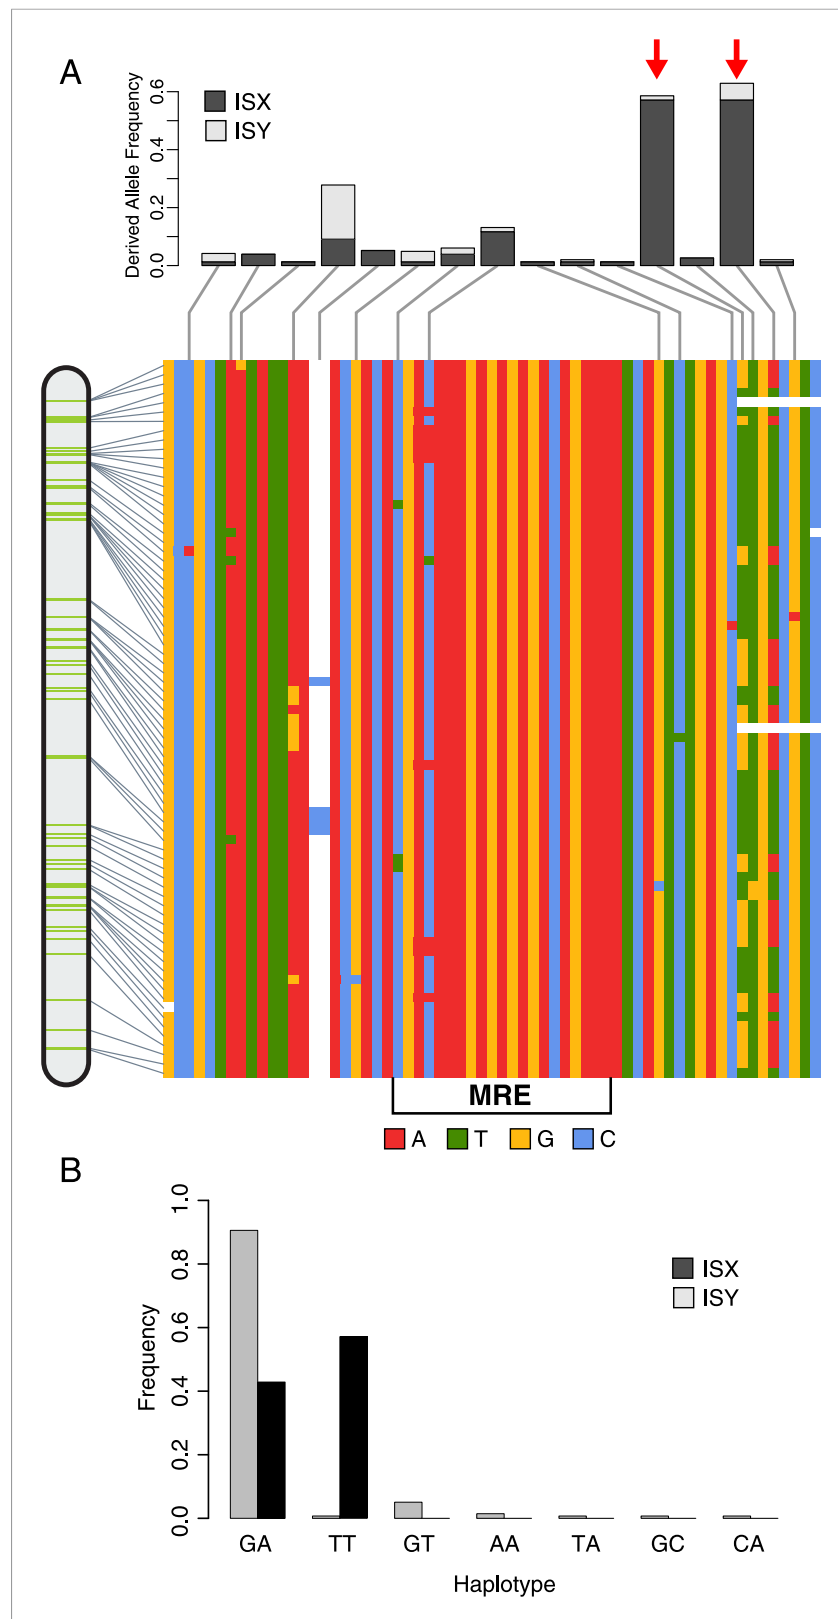 A
Derived Allele Frequency
0.6
0.4
0.2
0.0
ISX
ISY
MRE
A T G C
B
Frequency
1.0
0.8
0.6
0.4
0.2
0.0
ISX
ISY
GA TT GT AA TA GC CA
Haplotype